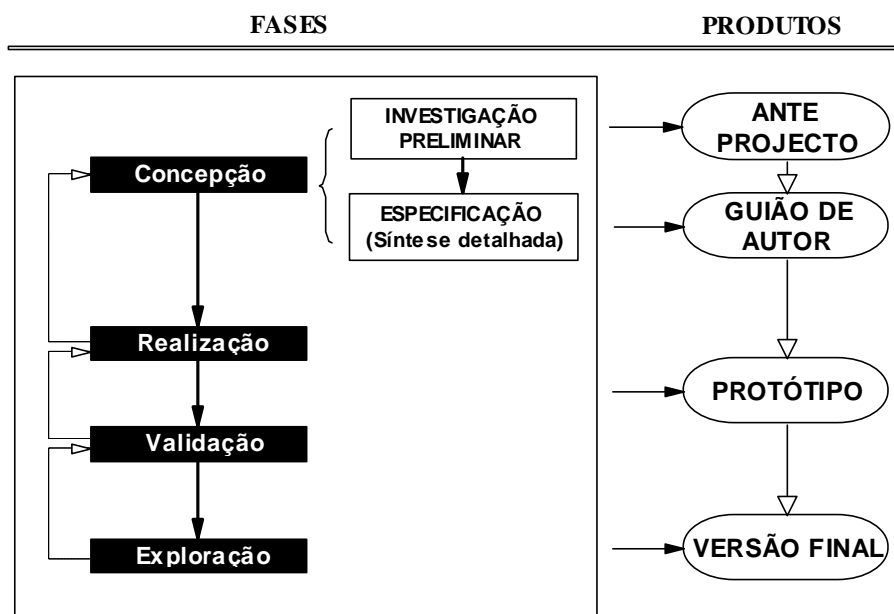 FASES
PRODUTOS
INVESTIGAÇÃO
PRELIMINAR
ANTE
PROJECTO
Concepção
ESPECIFICAÇÃO
(Síntese detalhada)
GUIÃO DE
AUTOR
Realização
PROTÓTIPO
Validação
Exploração
VERSÃO FINAL